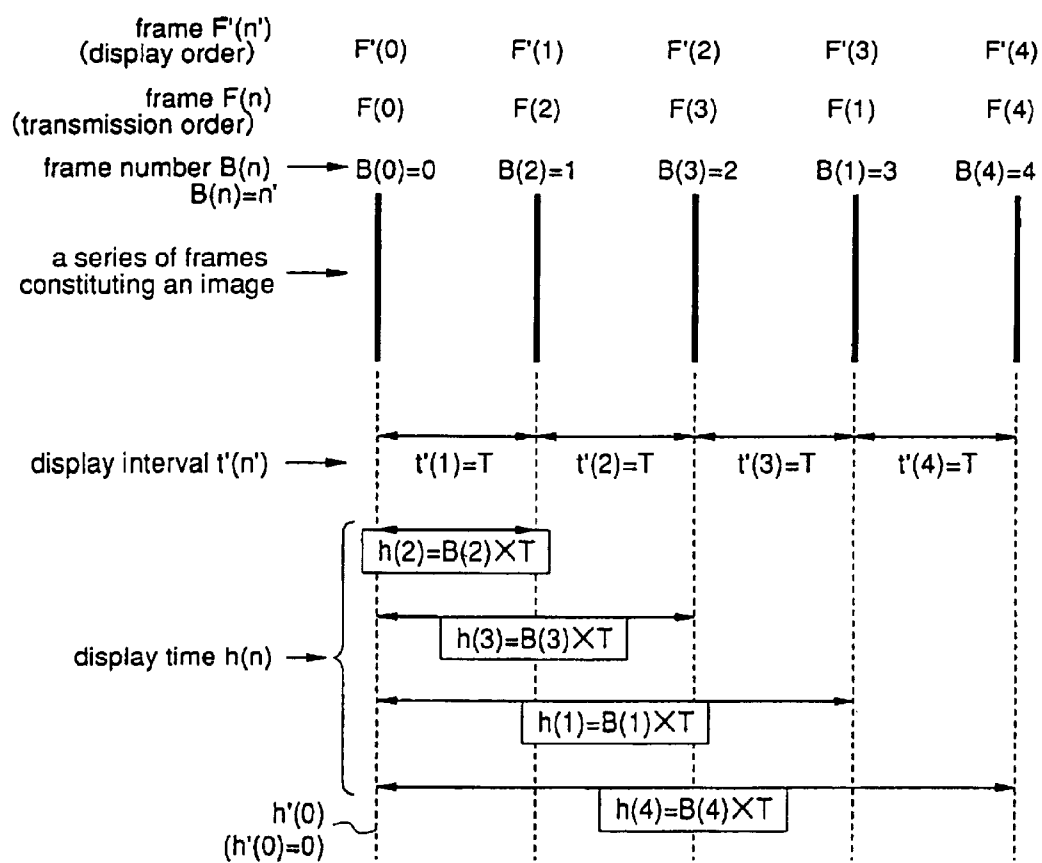 frame F'(n')
(display order)
F'(0) F'(1) F'(2) F'(3) F'(4)
frame F(n)
(transmission order)
F(0) F(2) F(3) F(1) F(4)
frame number B(n)
B(n)=n'
B(0)=0 B(2)=1 B(3)=2 B(1)=3 B(4)=4
a series of frames
constituting an image
display interval t'(n')
t'(1)=T t'(2)=T t'(3)=T t'(4)=T
h(2)=B(2)×T
h(3)=B(3)×T
display time h(n)
h(1)=B(1)×T
h(4)=B(4)×T
h'(0)
(h'(0)=0)